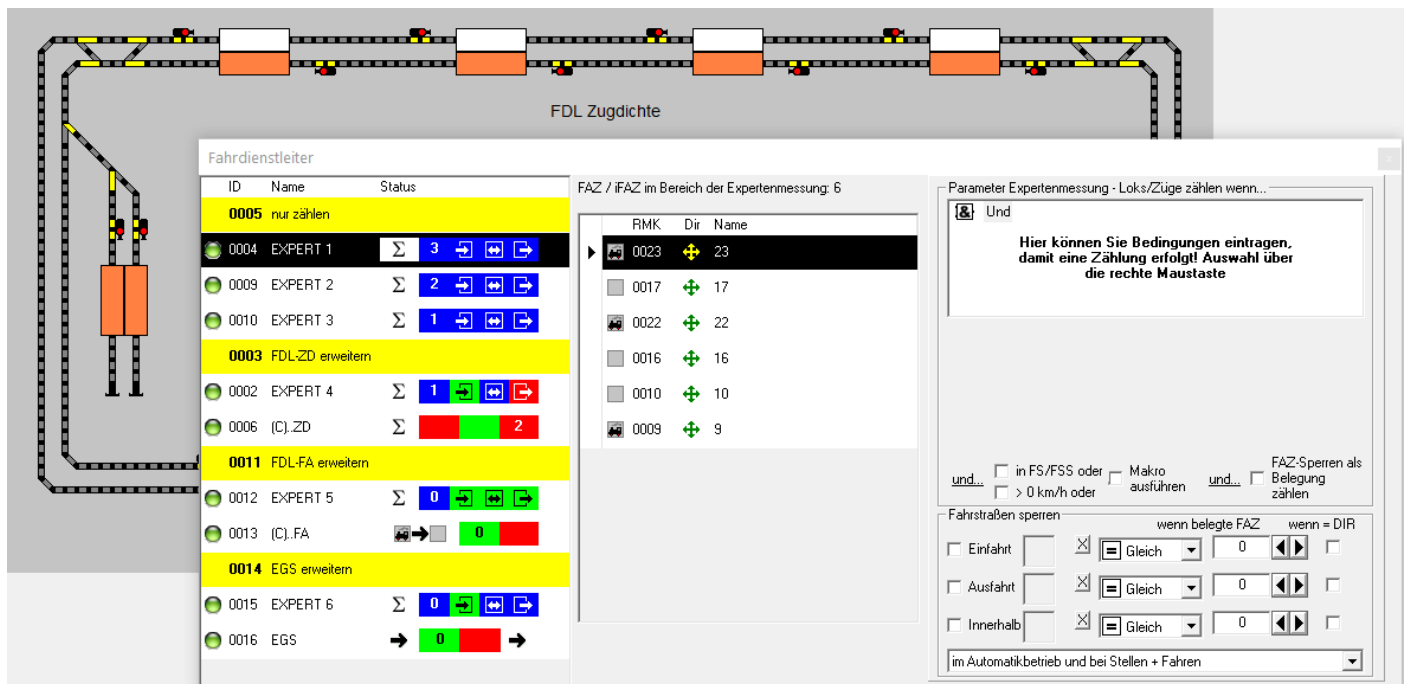 FDL Zugdichte
Fahrdienstleiter
x
ID Name Status
0005 nur zählen
0004 EXPERT 1 Σ 3
0009 EXPERT 2 Σ 2
0010 EXPERT 3 Σ 1
0003 FDL-ZD erweitern
0002 EXPERT 4 Σ 1
0006 (C)..ZD Σ 2
0011 FDL-FA erweitern
0012 EXPERT 5 Σ 0
0013 (C)..FA 0
0014 EGS erweitern
0015 EXPERT 6 Σ 0
0016 EGS 0
FAZ / iFAZ im Bereich der Expertenmessung: 6
RMK Dir Name
0023 23
0017 17
0022 22
0016 16
0010 10
0009 9
Parameter Expertenmessung - Loks/Züge zählen wenn...
& Und
Hier können Sie Bedingungen eintragen,
damit eine Zählung erfolgt! Auswahl über
die rechte Maustaste
und... in FS/FSS oder
> 0 km/h oder
Makro
ausführen
und... FAZ-Sperren als
Belegung
zählen
Fahrstraßen sperren
wenn belegte FAZ wenn = DIR
Einfahrt X = Gleich 0
Ausfahrt X = Gleich 0
Innerhalb X = Gleich 0
im Automatikbetrieb und bei Stellen + Fahren